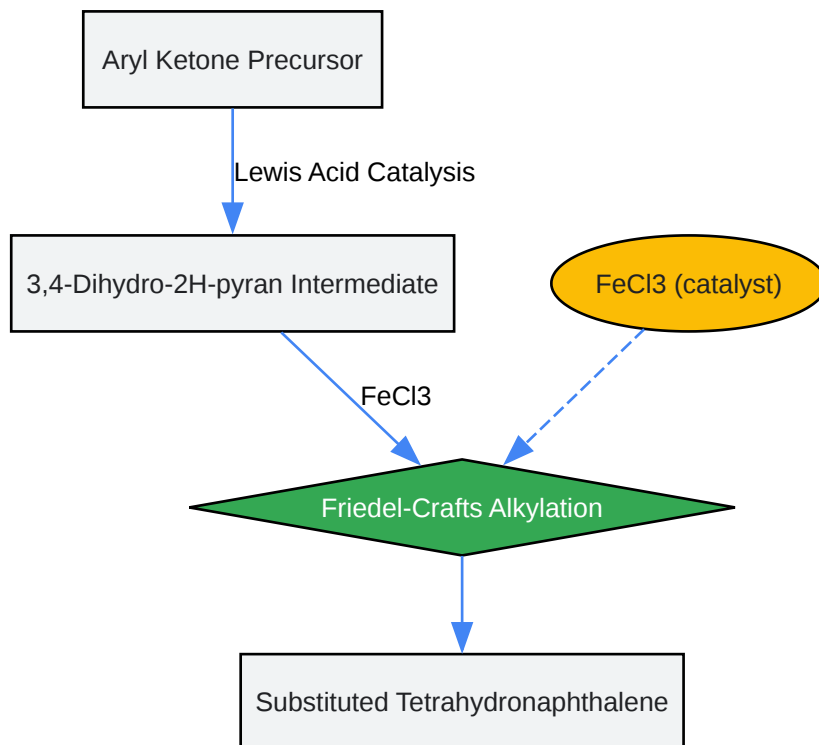 Aryl Ketone Precursor
Lewis Acid Catalysis
3,4-Dihydro-2H-pyran Intermediate
FeCl3 (catalyst)
FeCl3
Friedel-Crafts Alkylation
Substituted Tetrahydronaphthalene